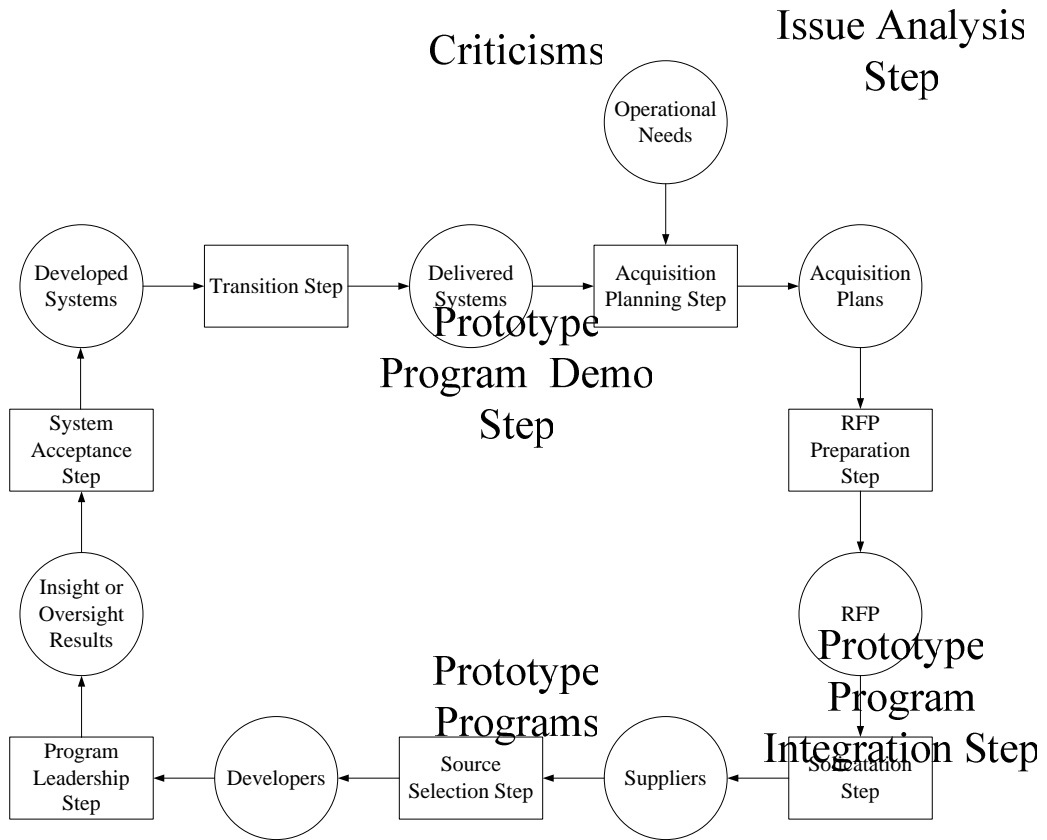 Issue Analysis
Step
Criticisms
Operational
Needs
Developed
Systems
Transition Step
Delivered
Systems
Acquisition
Planning Step
Acquisition
Plans
Prototype
Program Demo
Step
System
Acceptance
Step
RFP
Preparation
Step
Insight or
Oversight
Results
RFP
Prototype
Program
Integration Step
Prototype
Programs
Program
Leadership
Step
Developers
Source
Selection Step
Suppliers
Solicatation
Step